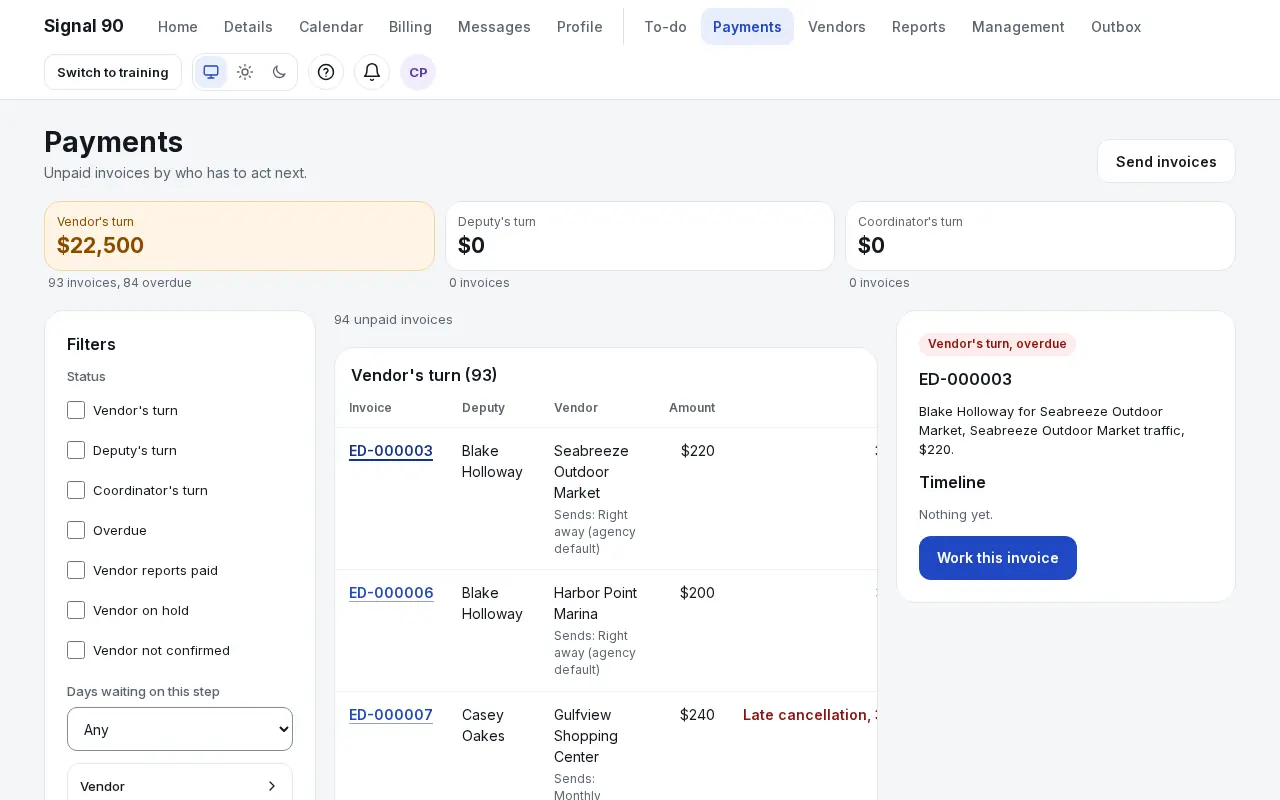 Signal 90
Home
Details
Calendar
Billing
Messages
Profile
To-do
Payments
Vendors
Reports
Management
Outbox
Switch to training
CP
Payments
Unpaid invoices by who has to act next.
Send invoices
Vendor's turn
$22,500
93 invoices, 84 overdue
Deputy's turn
$0
0 invoices
Coordinator's turn
$0
0 invoices
Filters
Status
Vendor's turn
Deputy's turn
Coordinator's turn
Overdue
Vendor reports paid
Vendor on hold
Vendor not confirmed
Days waiting on this step
Any
Vendor
94 unpaid invoices
Vendor's turn (93)
Invoice Deputy Vendor Amount
ED-000003
Blake
Holloway
Seabreeze
Outdoor
Market
Sends: Right
away (agency
default)
$220
ED-000006
Blake
Holloway
Harbor Point
Marina
Sends: Right
away (agency
default)
$200
ED-000007
Casey
Oakes
Gulfview
Shopping
Center
Sends:
Monthly
$240
Late cancellation,
Vendor's turn, overdue
ED-000003
Blake Holloway for Seabreeze Outdoor
Market, Seabreeze Outdoor Market traffic,
$220.
Timeline
Nothing yet.
Work this invoice